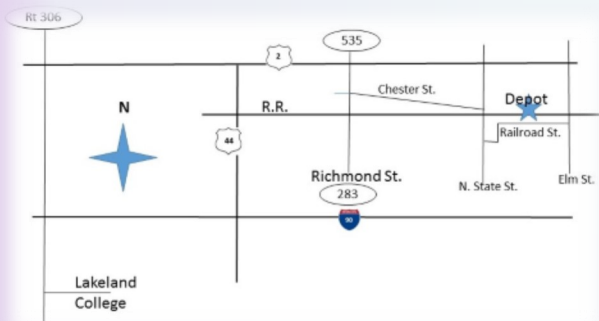 Rt 306
535
2
Chester St.
Depot
N
R.R.
Railroad St.
44
Richmond St.
N. State St.
Elm St.
283
90
Lakeland
College